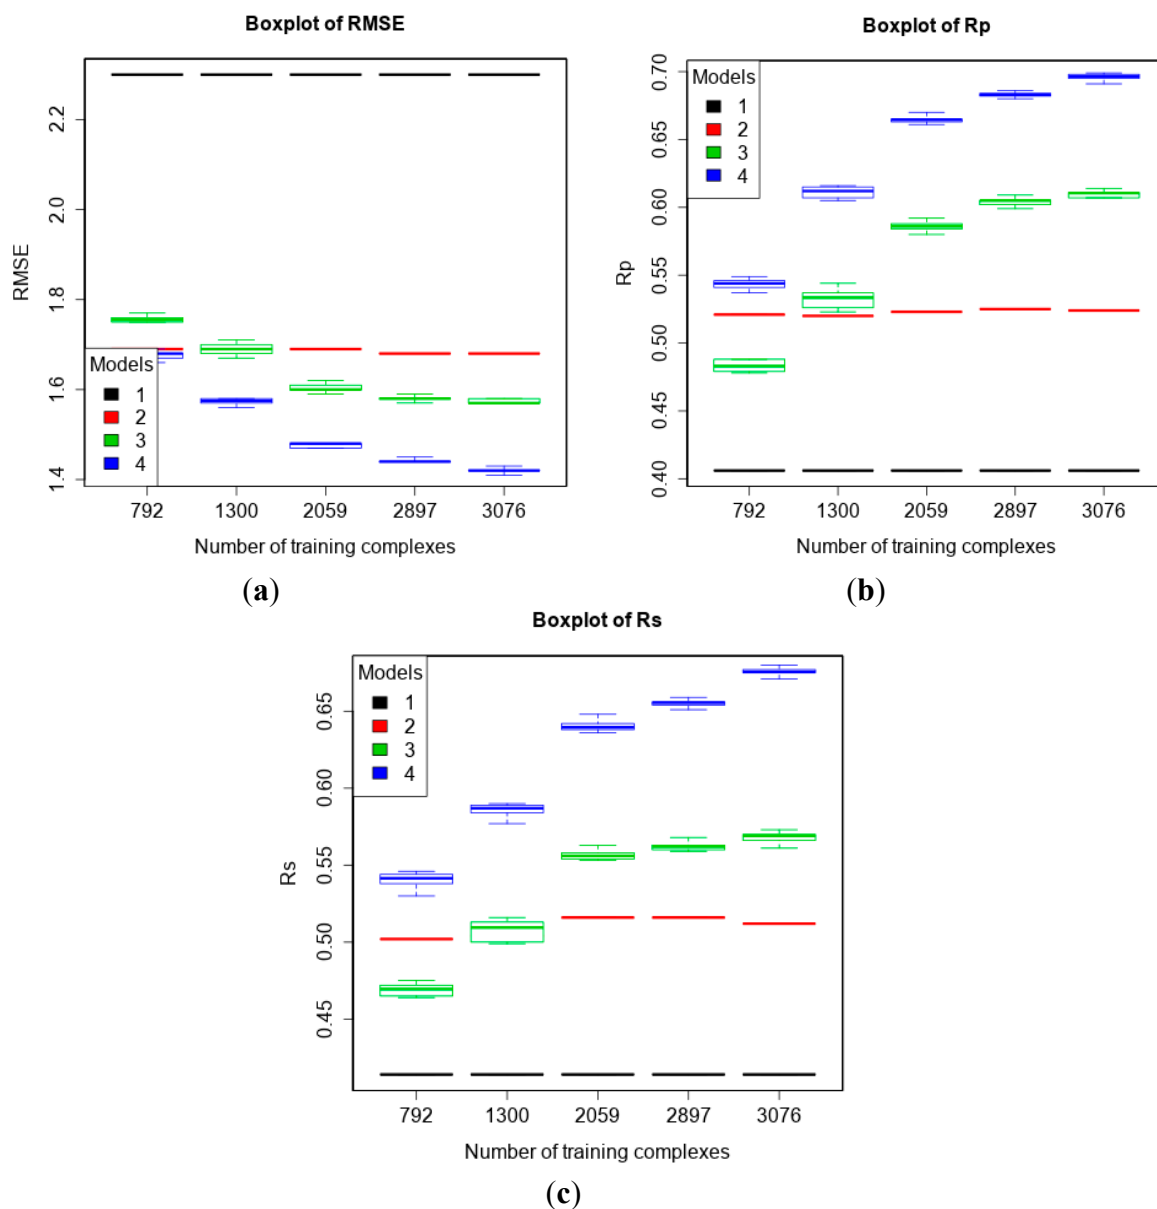 Boxplot of RMSE
RMSE
2.2
2.0
1.8
1.6
1.4
Models
1
2
3
4
792 1300 2059 2897 3076
Number of training complexes
(a)
Boxplot of Rp
Rp
0.70
0.65
0.60
0.55
0.50
0.45
0.40
Models
1
2
3
4
792 1300 2059 2897 3076
Number of training complexes
(b)
Boxplot of Rs
Rs
0.65
0.60
0.55
0.50
0.45
Models
1
2
3
4
792 1300 2059 2897 3076
Number of training complexes
(c)